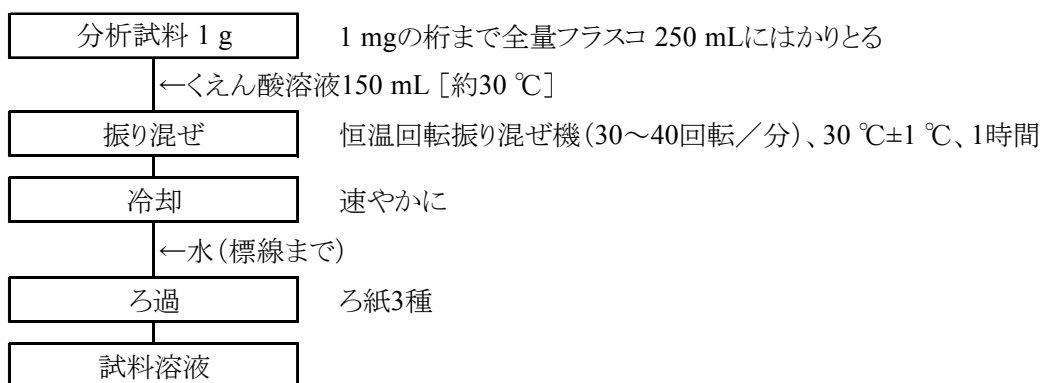 分析試料 1 g 1 mgの桁まで全量フラスコ 250 mLにはかりとる
←くえん酸溶液150 mL [約30 ℃]
振り混ぜ 恒温回転振り混ぜ機(30～40回転／分)、30 ℃±1 ℃、1時間
冷却 速やかに
←水(標線まで)
ろ過 ろ紙3種
試料溶液